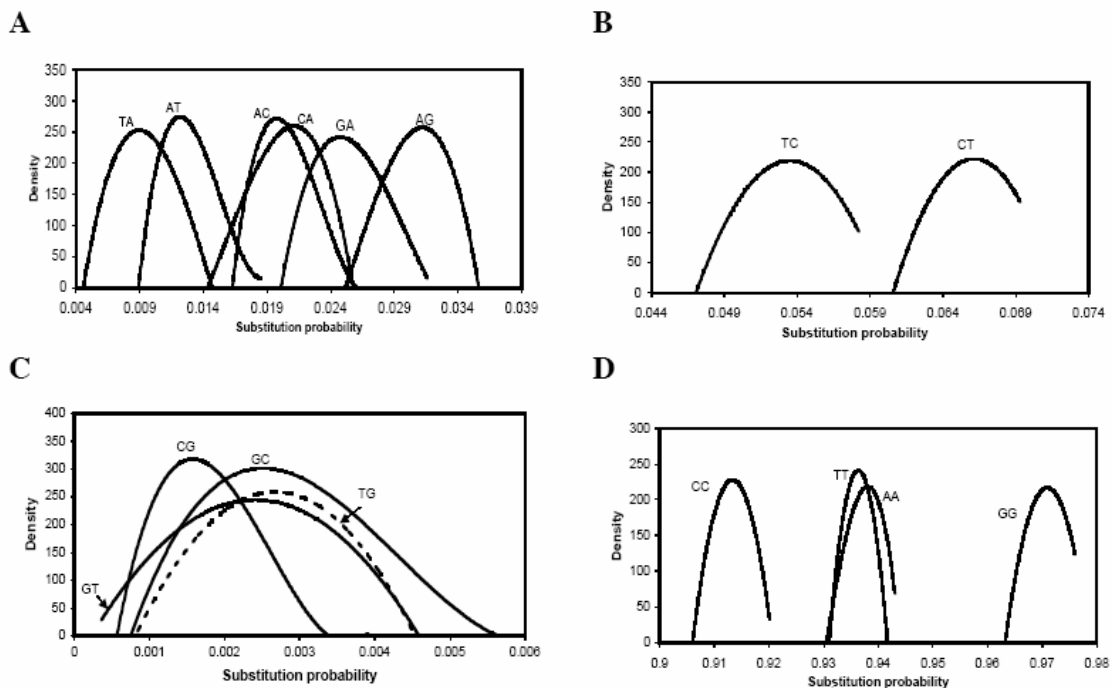 A
350
300
250
200
150
100
50
0
Density
TA
AT
AC
CA
GA
AG
0.004 0.009 0.014 0.019 0.024 0.029 0.034 0.039
Substitution probability
B
350
300
250
200
150
100
50
0
Density
TC
CT
0.044 0.049 0.054 0.059 0.064 0.069 0.074
Substitution probability
C
400
350
300
250
200
150
100
50
0
Density
CG
GC
TG
GT
0 0.001 0.002 0.003 0.004 0.005 0.006
Substitution probability
D
300
250
200
150
100
50
0
Density
CC
TT
AA
GG
0.9 0.91 0.92 0.93 0.94 0.95 0.96 0.97 0.98
Substitution probability